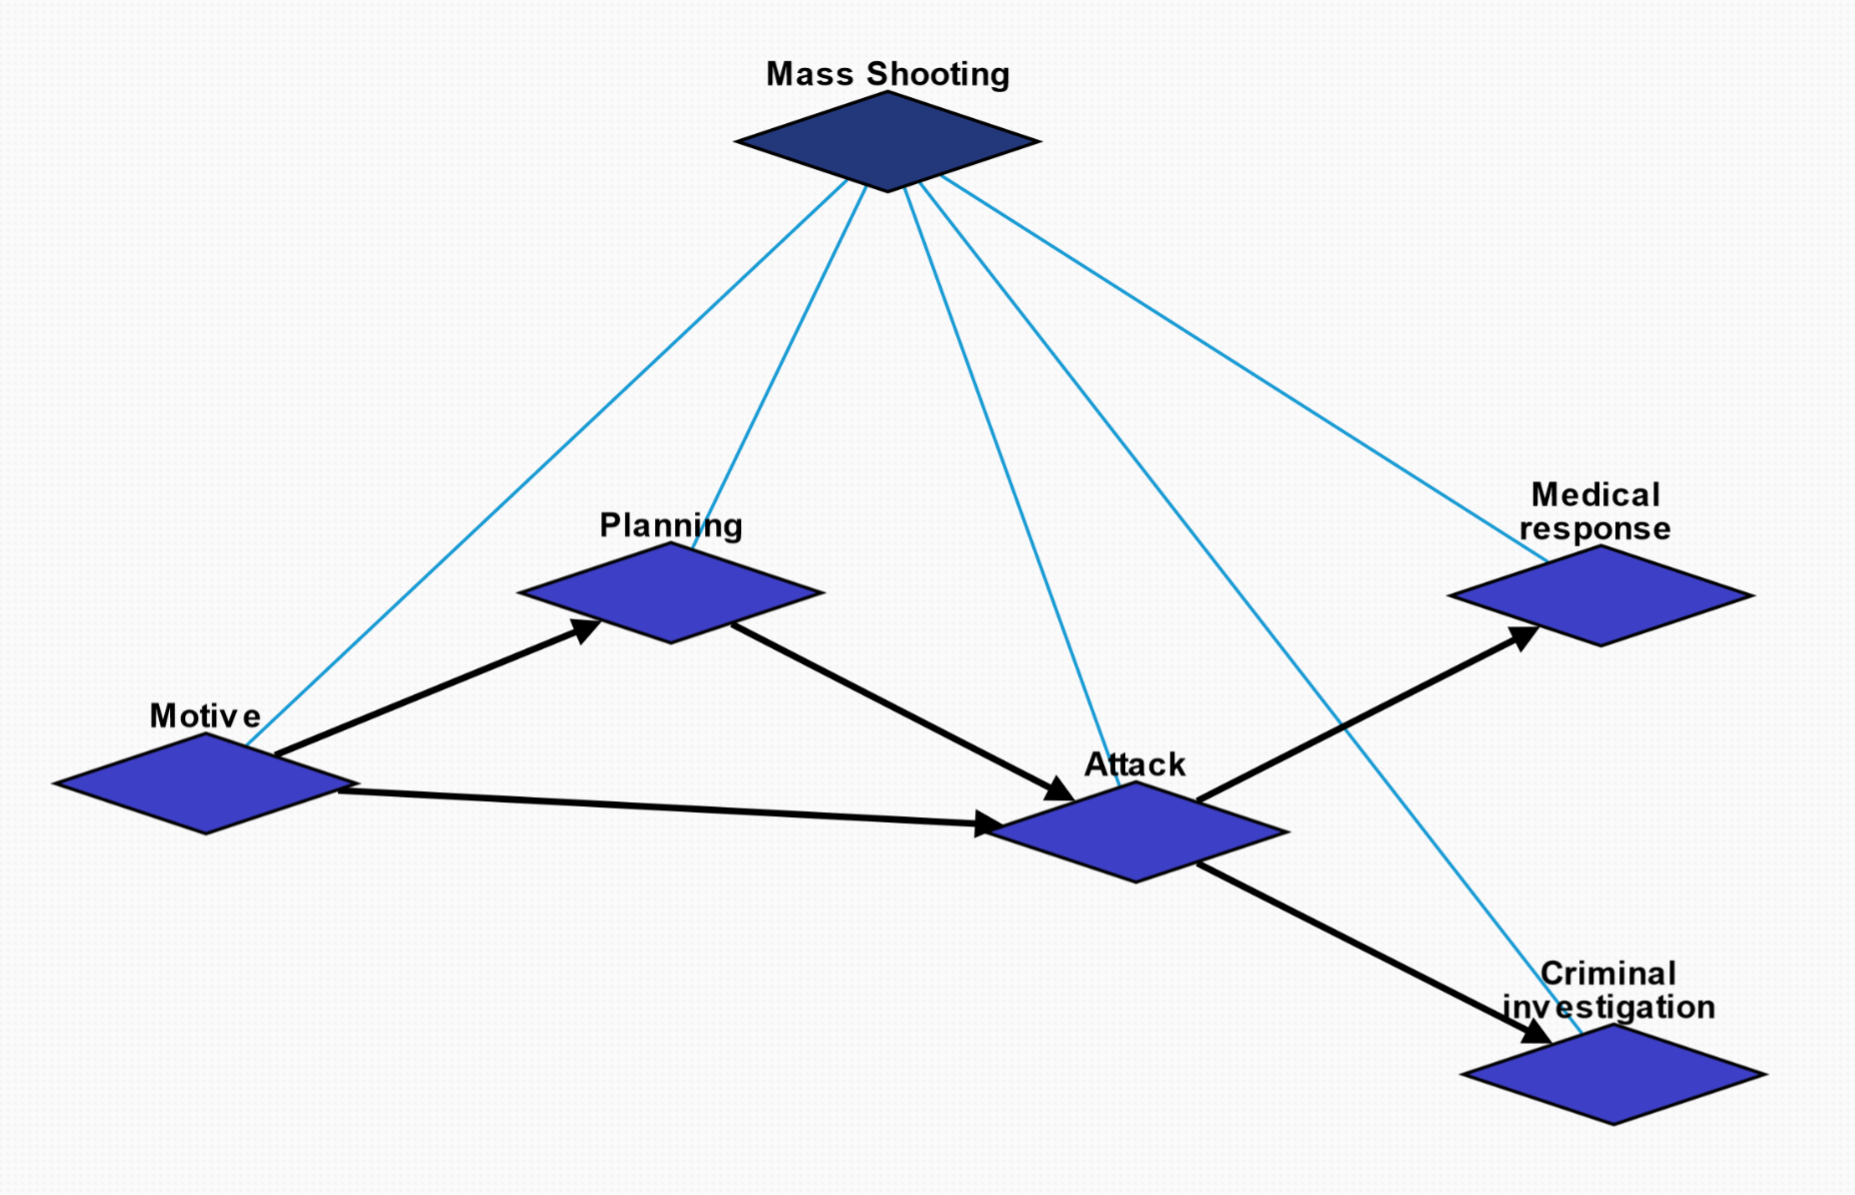 Mass Shooting
Medical
response
Planning
Motive
Attack
Criminal
investigation